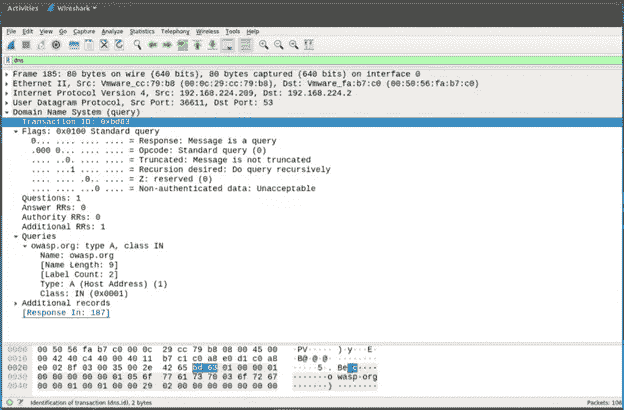 Activities Wireshark
File Edit View Go Capture Analyze Statistics Telephony Wireless Tools Help
dns
Frame 185: 80 bytes on wire (640 bits), 80 bytes captured (640 bits) on interface 0
Ethernet II, Src: Vmware_cc:79:b8 (00:0c:29:cc:79:b8), Dst: Vmware_fa:b7:c0 (00:50:56:fa:b7:c0)
Internet Protocol Version 4, Src: 192.168.224.209, Dst: 192.168.224.2
User Datagram Protocol, Src Port: 36611, Dst Port: 53
Domain Name System (query)
Transaction ID: 0xbd63
Flags: 0x0100 Standard query
0... .... .... .... = Response: Message is a query
.000 0... .... .... = Opcode: Standard query (0)
.... ..0. .... .... = Truncated: Message is not truncated
.... ...1 .... .... = Recursion desired: Do query recursively
.... .... .0.. .... = Z: reserved (0)
.... .... ...0 .... = Non-authenticated data: Unacceptable
Questions: 1
Answer RRs: 0
Authority RRs: 0
Additional RRs: 1
Queries
owasp.org: type A, class IN
Name: owasp.org
[Name Length: 9]
[Label Count: 2]
Type: A (Host Address) (1)
Class: IN (0x0001)
Additional records
[Response In: 187]
0000 00 50 56 fa b7 c0 00 0c 29 cc 79 b8 08 00 45 00 ·PV·····)·y···E·
0010 00 42 40 c4 40 00 40 11 b7 c1 c0 a8 e0 d1 c0 a8 ·B@·@·@·
0020 e0 02 8f 03 00 35 00 2e 42 65 bd 63 01 00 00 01 ·····5·. Be·c····
0030 00 00 00 00 00 01 05 6f 77 61 73 70 03 6f 72 67 ·······o wasp·org
0040 00 00 01 00 01 00 00 29 02 00 00 00 00 00 00 00
Identification of transaction (dns.id), 2 bytes